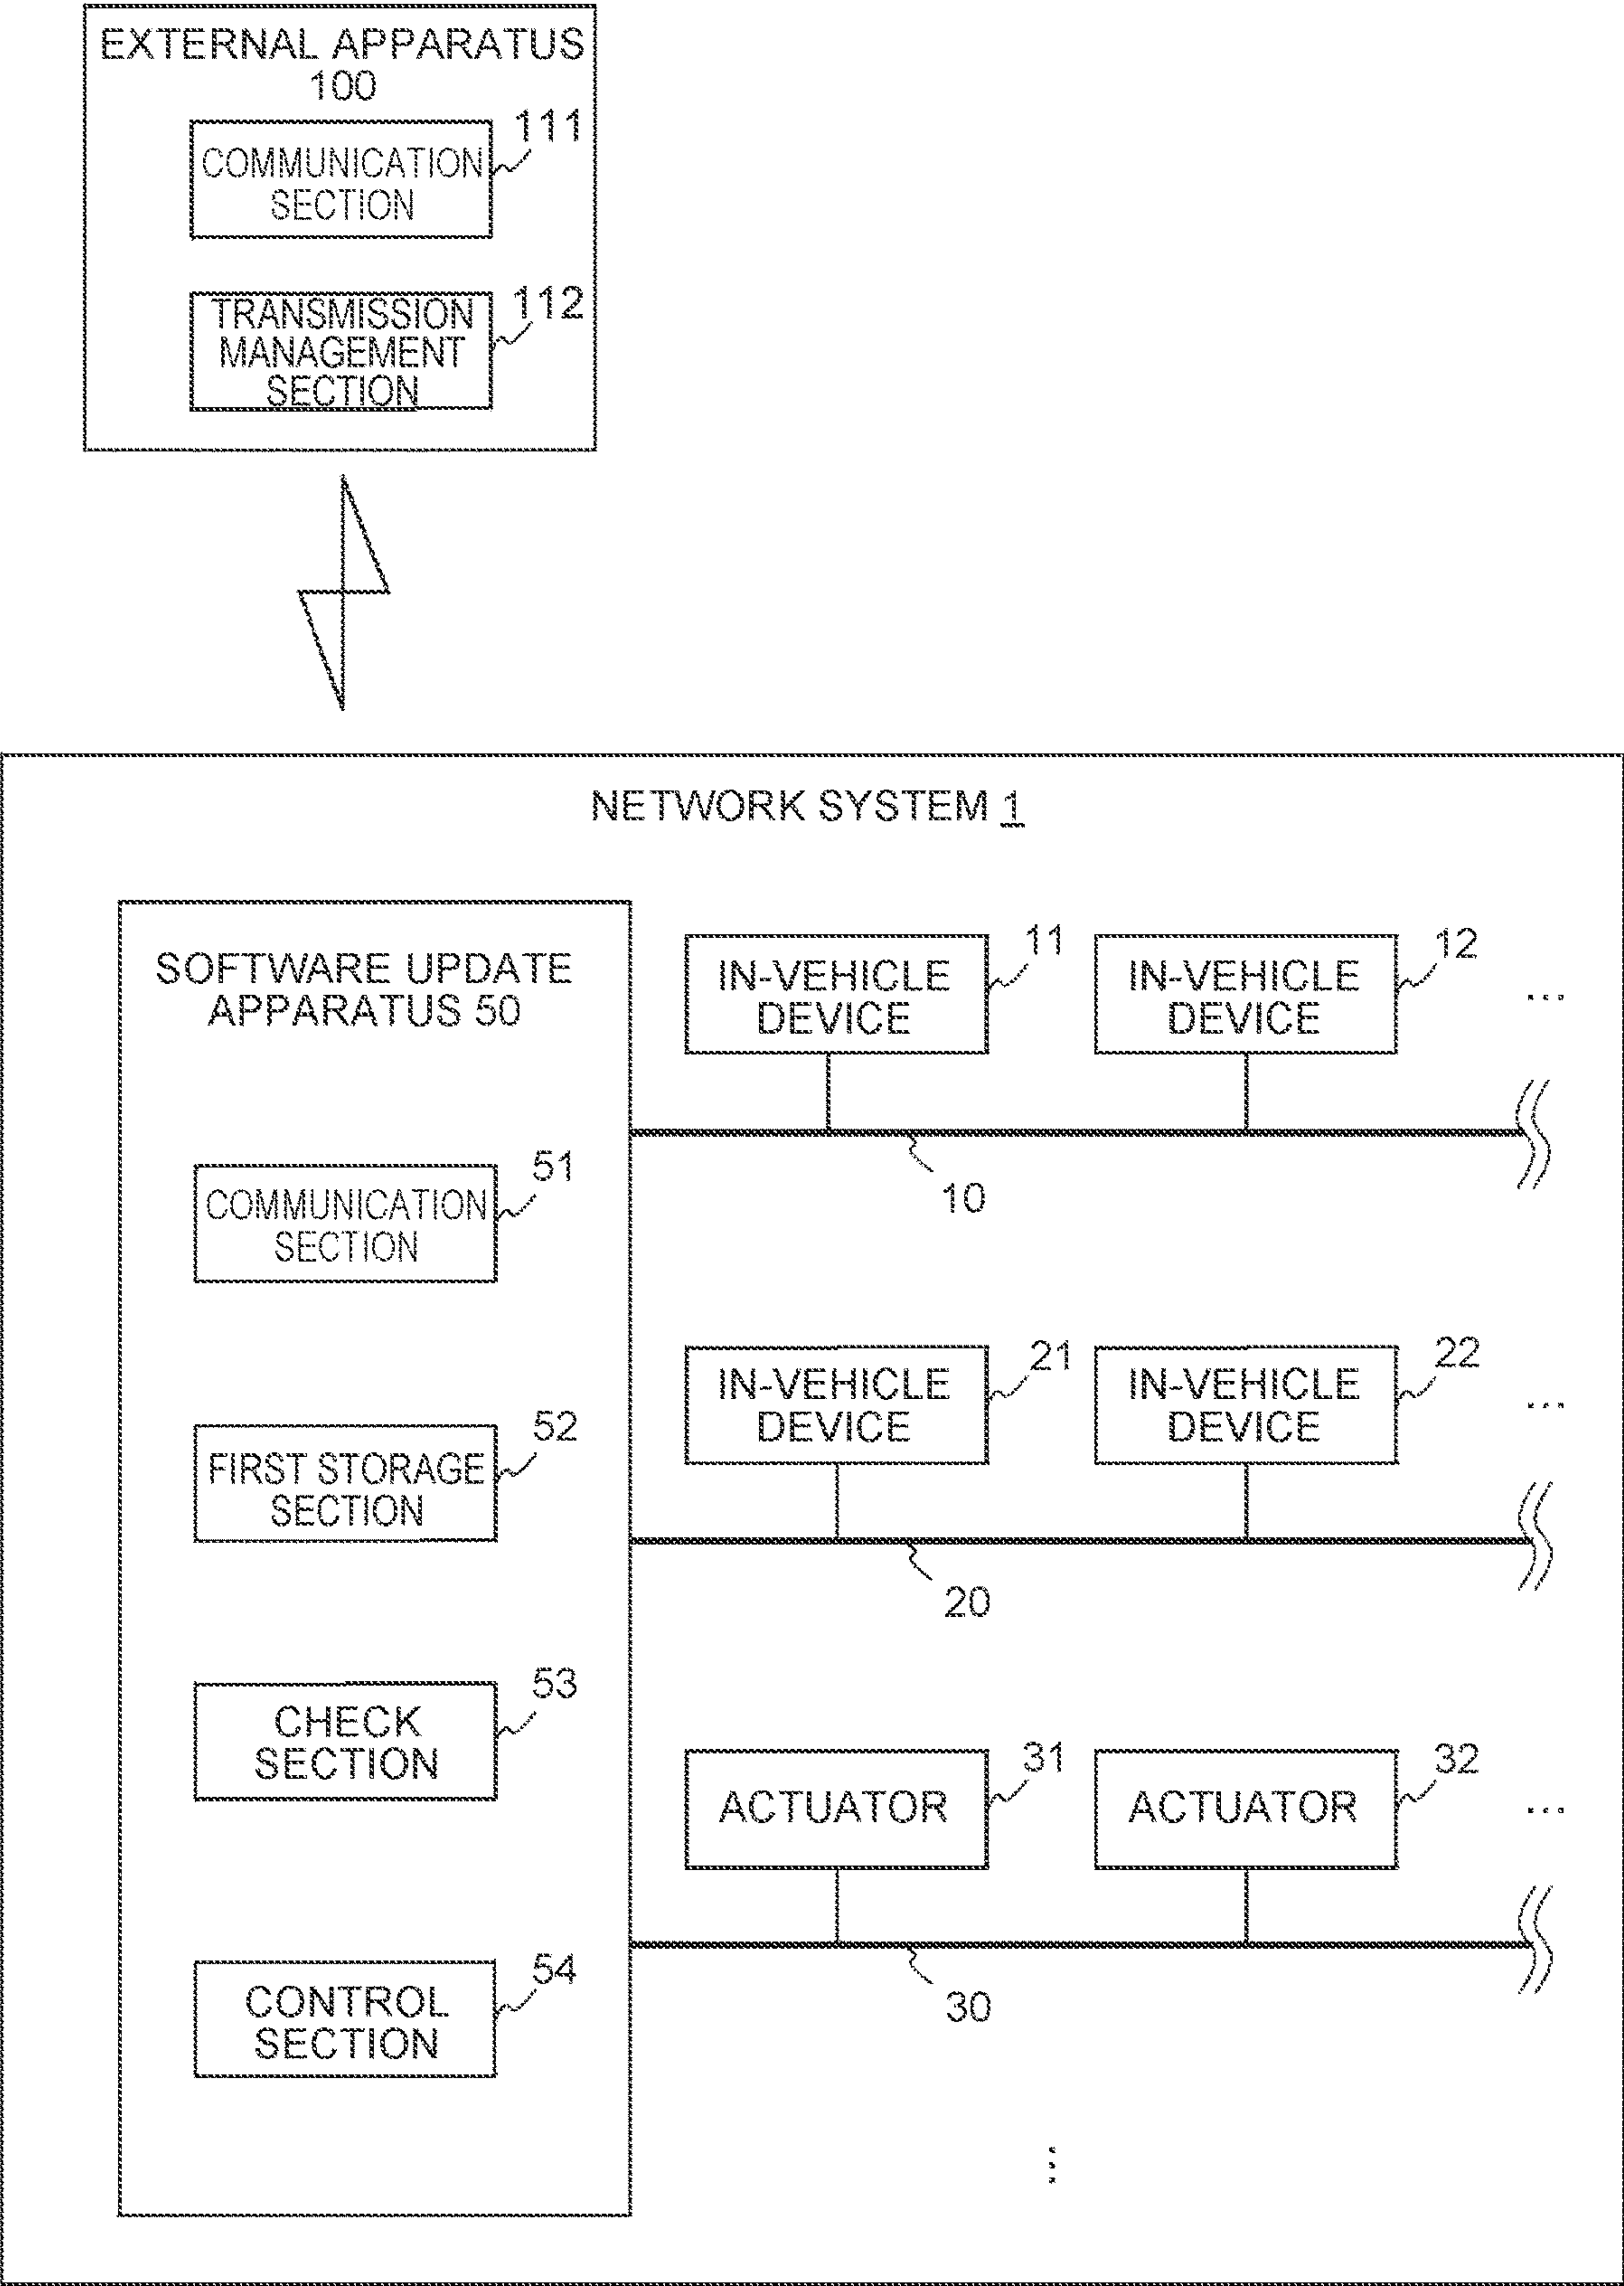 EXTERNAL APPARATUS
100
111
COMMUNICATION
SECTION
112
TRANSMISSION
MANAGEMENT
SECTION
NETWORK SYSTEM 1
SOFTWARE UPDATE
APPARATUS 50
51
COMMUNICATION
SECTION
52
FIRST STORAGE
SECTION
53
CHECK
SECTION
54
CONTROL
SECTION
11
IN-VEHICLE
DEVICE
12
IN-VEHICLE
DEVICE
...
10
21
IN-VEHICLE
DEVICE
22
IN-VEHICLE
DEVICE
...
20
31
ACTUATOR
32
ACTUATOR
...
30
⋮